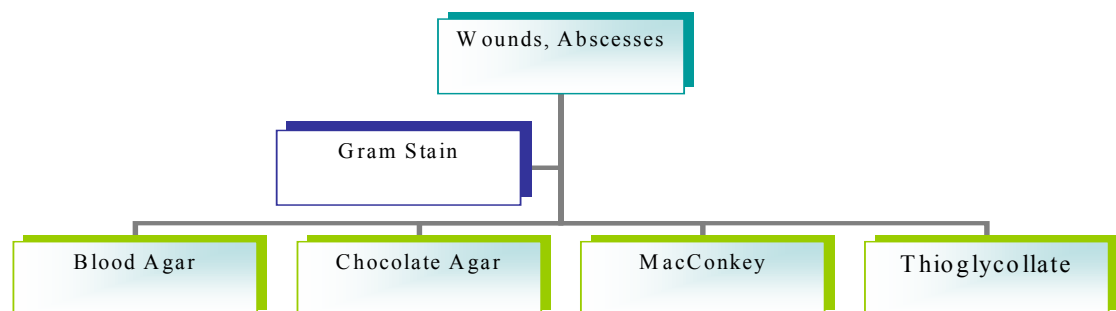 Wounds, Abscesses
Gram Stain
Blood Agar
Chocolate Agar
MacConkey
Thioglycollate